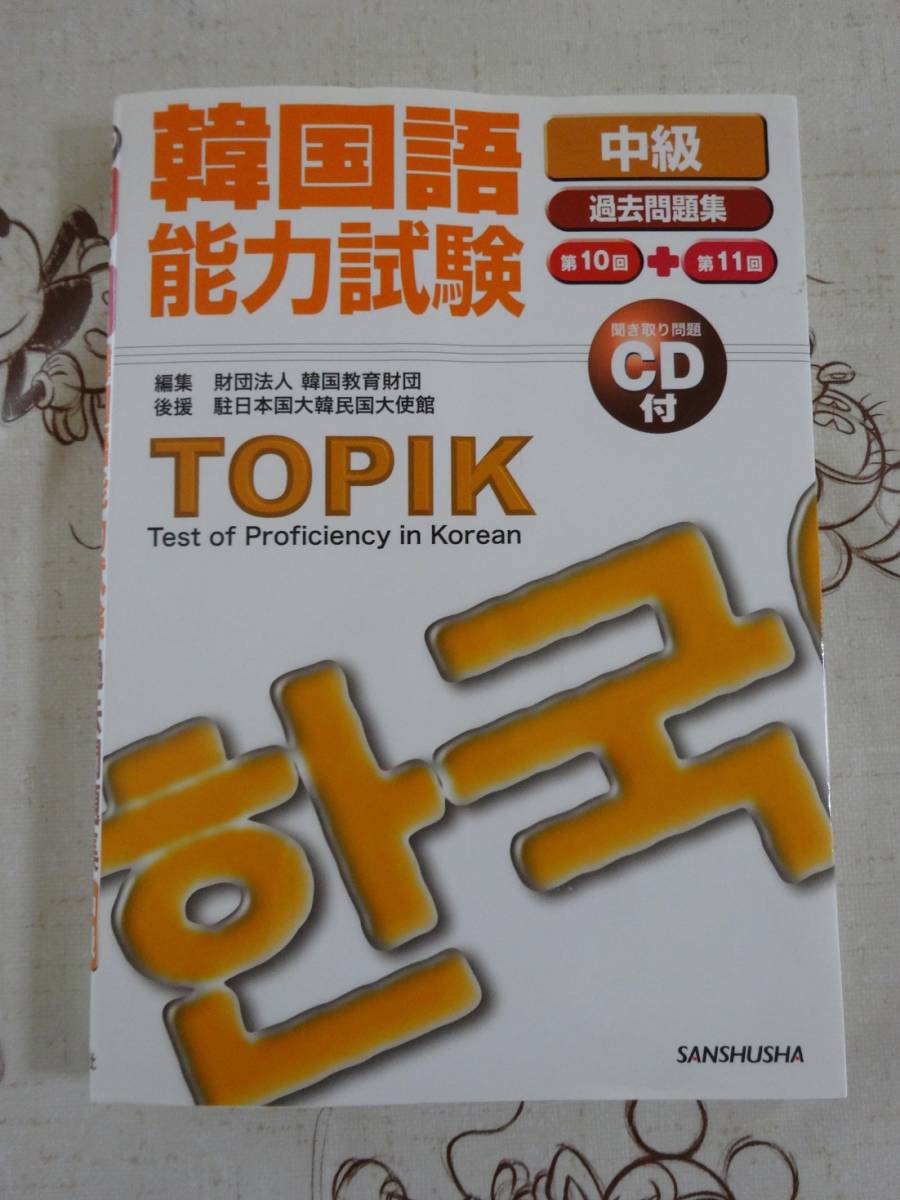 韓国語
能力試験
中級
過去問題集
第10回+第11回
聞き取り問題
CD
付
編集 財団法人 韓国教育財団
後援 駐日本国大韓民国大使館
TOPIK
Test of Proficiency in Korean
한국
SANSHUSHA